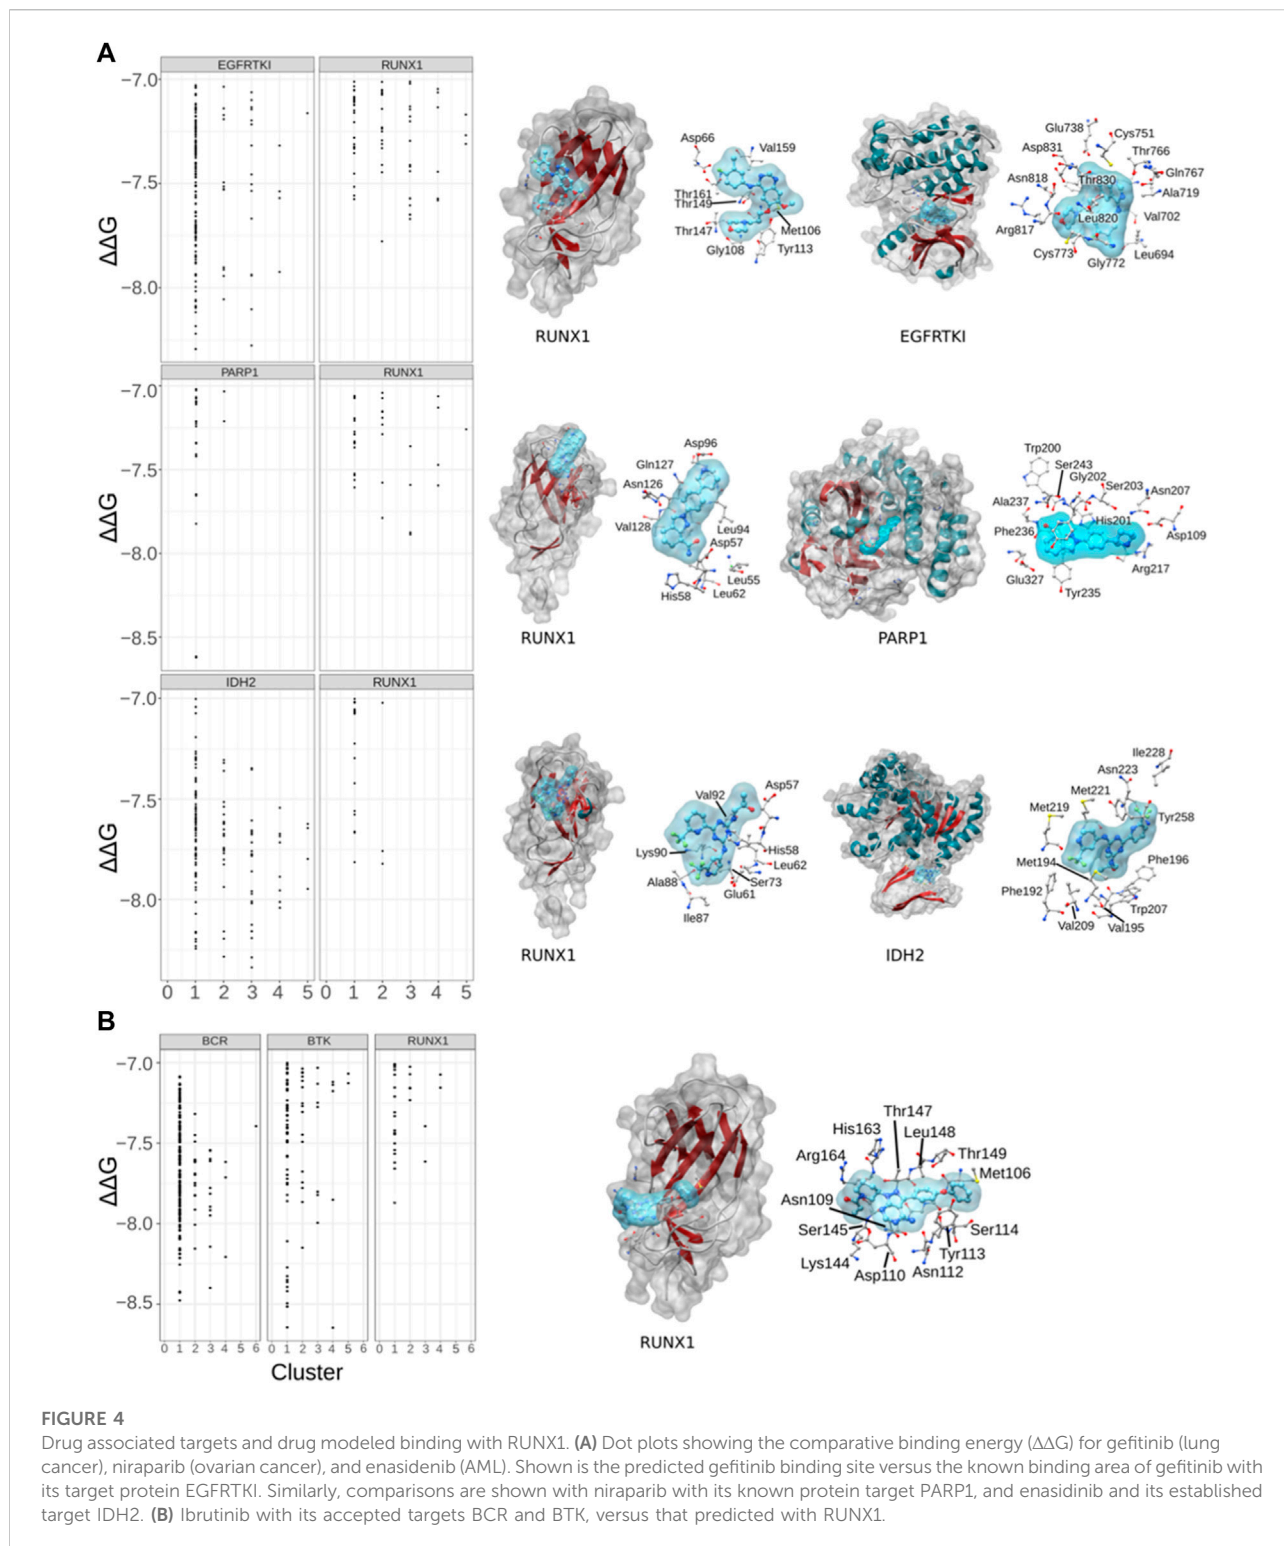 A
EGFRTKI
RUNX1
−7.0
−7.5
−8.0
ΔΔG
Asp66
Val159
Thr161
Thr149
Thr147
Met106
Gly108
Tyr113
RUNX1
Glu738
Cys751
Asp831
Thr766
Asn818
Thr830
Gln767
Ala719
Leu820
Val702
Arg817
Cys773
Gly772
Leu694
EGFRTKI
PARP1
RUNX1
−7.0
−7.5
−8.0
−8.5
ΔΔG
Asp96
Gln127
Asn126
Val128
Leu94
Asp57
Leu55
His58
Leu62
RUNX1
Trp200
Ser243
Gly202
Ser203
Ala237
Asn207
Phe236
His201
Asp109
Arg217
Glu327
Tyr235
PARP1
IDH2
RUNX1
−7.0
−7.5
−8.0
ΔΔG
0 1 2 3 4 5
0 1 2 3 4 5
Val92
Asp57
Lys90
His58
Leu62
Ala88
Ser73
Glu61
Ile87
RUNX1
Ile228
Asn223
Met221
Met219
Tyr258
Met194
Phe196
Phe192
Trp207
Val209
Val195
IDH2
B
BCR
BTK
RUNX1
−7.0
−7.5
−8.0
−8.5
ΔΔG
0 1 2 3 4 5 6
0 1 2 3 4 5 6
0 1 2 3 4 5 6
Cluster
Thr147
His163
Leu148
Arg164
Thr149
Met106
Asn109
Ser145
Ser114
Lys144
Tyr113
Asp110
Asn112
RUNX1
FIGURE 4
Drug associated targets and drug modeled binding with RUNX1. (A) Dot plots showing the comparative binding energy (ΔΔG) for gefitinib (lung
cancer), niraparib (ovarian cancer), and enasidenib (AML). Shown is the predicted gefitinib binding site versus the known binding area of gefitinib with
its target protein EGFRTKI. Similarly, comparisons are shown with niraparib with its known protein target PARP1, and enasidinib and its established
target IDH2. (B) Ibrutinib with its accepted targets BCR and BTK, versus that predicted with RUNX1.